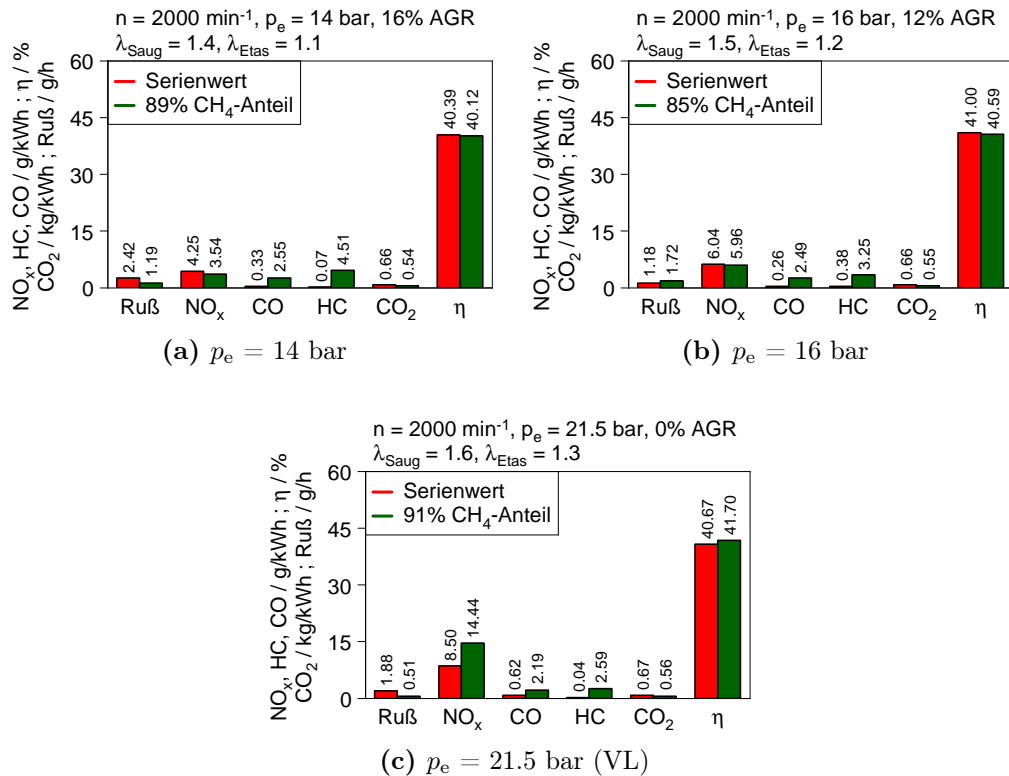 n = 2000 min⁻¹, pₑ = 14 bar, 16% AGR
λSaug = 1.4, λEtas = 1.1
NOₓ, HC, CO / g/kWh ; η / %
CO₂ / kg/kWh ; Ruß / g/h
60
45
30
15
0
Serienwert
89% CH₄-Anteil
2.42 1.19 4.25 3.54 0.33 2.55 0.07 4.51 0.66 0.54 40.39 40.12
Ruß NOₓ CO HC CO₂ η
(a) pₑ = 14 bar
n = 2000 min⁻¹, pₑ = 16 bar, 12% AGR
λSaug = 1.5, λEtas = 1.2
NOₓ, HC, CO / g/kWh ; η / %
CO₂ / kg/kWh ; Ruß / g/h
60
45
30
15
0
Serienwert
85% CH₄-Anteil
1.18 1.72 6.04 5.96 0.26 2.49 0.38 3.25 0.66 0.55 41.00 40.59
Ruß NOₓ CO HC CO₂ η
(b) pₑ = 16 bar
n = 2000 min⁻¹, pₑ = 21.5 bar, 0% AGR
λSaug = 1.6, λEtas = 1.3
NOₓ, HC, CO / g/kWh ; η / %
CO₂ / kg/kWh ; Ruß / g/h
60
45
30
15
0
Serienwert
91% CH₄-Anteil
1.88 0.51 8.50 14.44 0.62 2.19 0.04 2.59 0.67 0.56 40.67 41.70
Ruß NOₓ CO HC CO₂ η
(c) pₑ = 21.5 bar (VL)